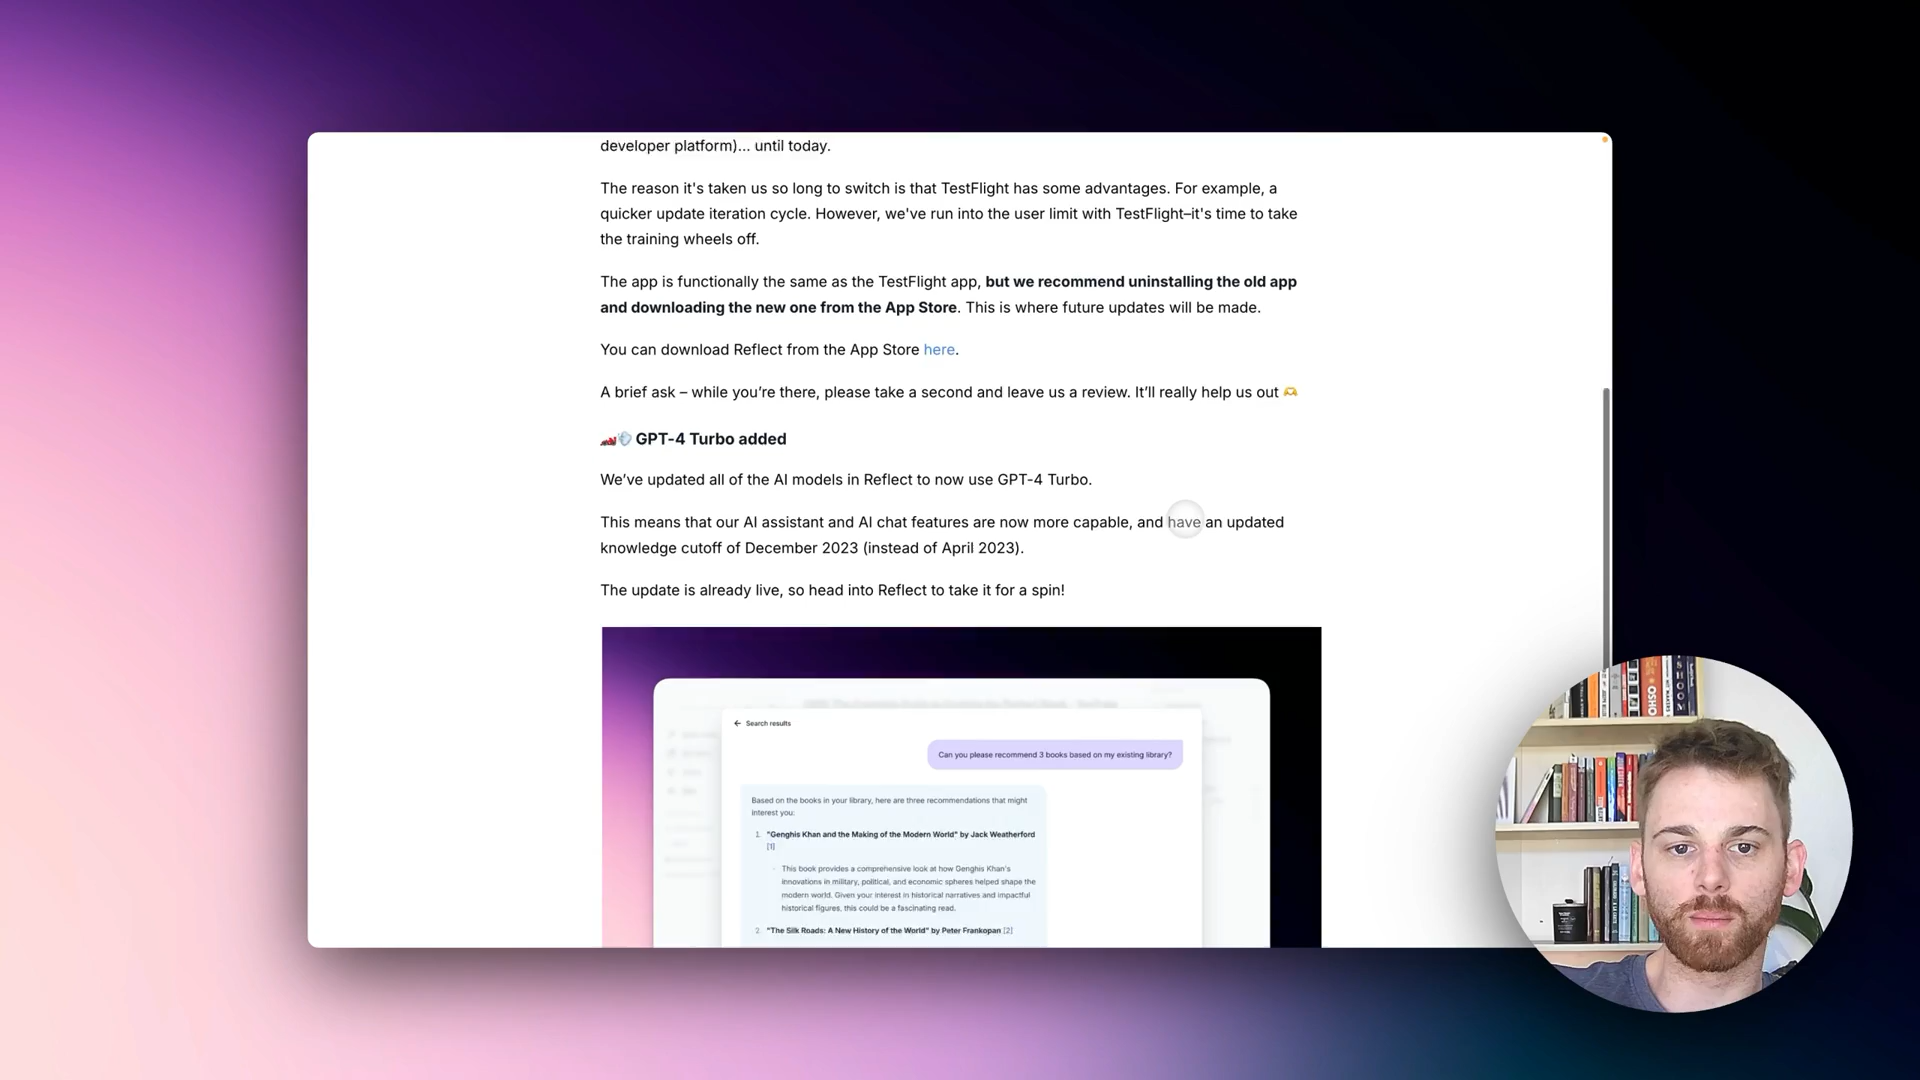 developer platform)... until today.
The reason it's taken us so long to switch is that TestFlight has some advantages. For example, a
quicker update iteration cycle. However, we've run into the user limit with TestFlight–it's time to take
the training wheels off.
The app is functionally the same as the TestFlight app, but we recommend uninstalling the old app
and downloading the new one from the App Store. This is where future updates will be made.
You can download Reflect from the App Store here.
A brief ask – while you’re there, please take a second and leave us a review. It’ll really help us out 🫶
🏎️💨 GPT-4 Turbo added
We’ve updated all of the AI models in Reflect to now use GPT-4 Turbo.
This means that our AI assistant and AI chat features are now more capable, and have an updated
knowledge cutoff of December 2023 (instead of April 2023).
The update is already live, so head into Reflect to take it for a spin!
← Search results
Can you please recommend 3 books based on my existing library?
Based on the books in your library, here are three recommendations that might
interest you:
1. "Genghis Khan and the Making of the Modern World" by Jack Weatherford
[1]
This book provides a comprehensive look at how Genghis Khan's
innovations in military, political, and economic spheres helped shape the
modern world. Given your interest in historical narratives and impactful
historical figures, this could be a fascinating read.
2. "The Silk Roads: A New History of the World" by Peter Frankopan [2]
OSHO